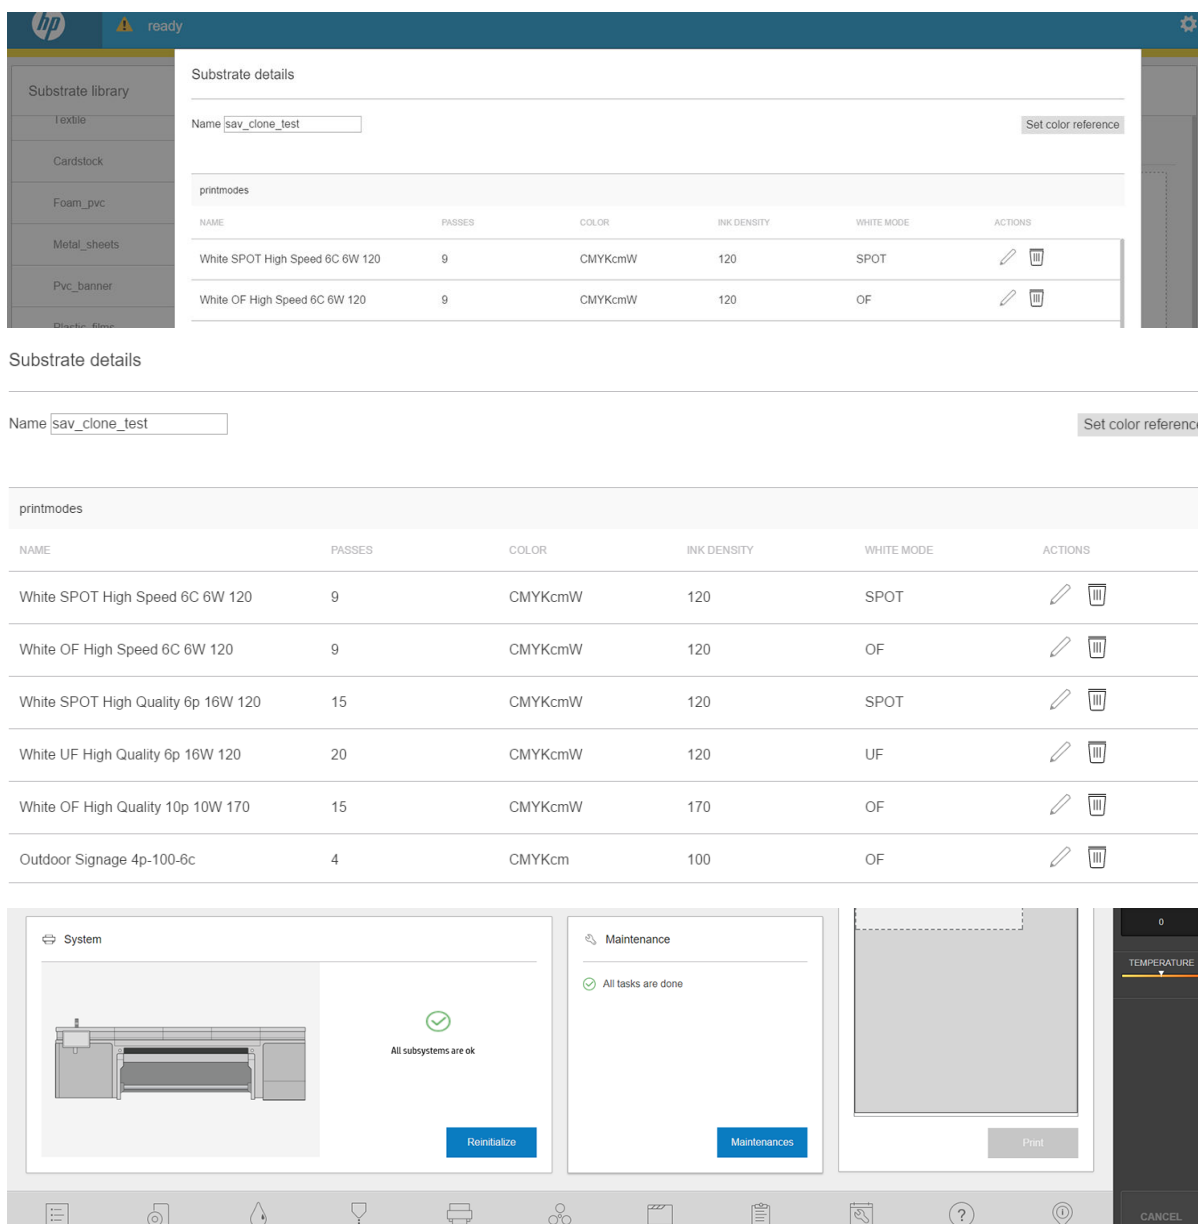 hp ready
Substrate details
Substrate library
Textile
Name sav_clone_test Set color reference
Cardstock
printmodes
Foam_pvc
NAME PASSES COLOR INK DENSITY WHITE MODE ACTIONS
Metal_sheets
White SPOT High Speed 6C 6W 120 9 CMYKcmW 120 SPOT
Pvc_banner
White OF High Speed 6C 6W 120 9 CMYKcmW 120 OF
Plastic_films
Substrate details
Name sav_clone_test Set color reference
printmodes
NAME PASSES COLOR INK DENSITY WHITE MODE ACTIONS
White SPOT High Speed 6C 6W 120 9 CMYKcmW 120 SPOT
White OF High Speed 6C 6W 120 9 CMYKcmW 120 OF
White SPOT High Quality 6p 16W 120 15 CMYKcmW 120 SPOT
White UF High Quality 6p 16W 120 20 CMYKcmW 120 UF
White OF High Quality 10p 10W 170 15 CMYKcmW 170 OF
Outdoor Signage 4p-100-6c 4 CMYKcm 100 OF
0
System Maintenance
TEMPERATURE
All tasks are done
All subsystems are ok
Reinitialize Maintenances Print
CANCEL